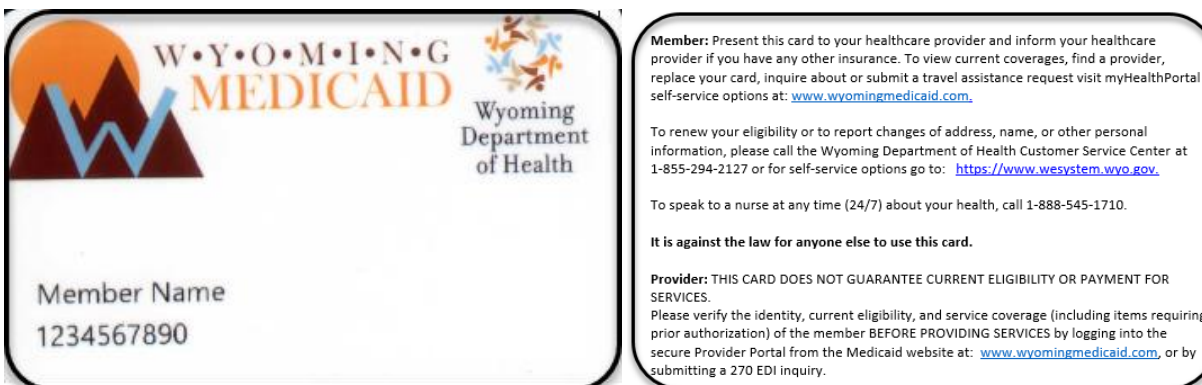 W•Y•O•M•I•N•G
MEDICAID
Wyoming
Department
of Health
Member Name
1234567890
Member: Present this card to your healthcare provider and inform your healthcare
provider if you have any other insurance. To view current coverages, find a provider,
replace your card, inquire about or submit a travel assistance request visit myHealthPortal
self-service options at: www.wyomingmedicaid.com.
To renew your eligibility or to report changes of address, name, or other personal
information, please call the Wyoming Department of Health Customer Service Center at
1-855-294-2127 or for self-service options go to: https://www.wesystem.wyo.gov.
To speak to a nurse at any time (24/7) about your health, call 1-888-545-1710.
It is against the law for anyone else to use this card.
Provider: THIS CARD DOES NOT GUARANTEE CURRENT ELIGIBILITY OR PAYMENT FOR
SERVICES.
Please verify the identity, current eligibility, and service coverage (including items requiring
prior authorization) of the member BEFORE PROVIDING SERVICES by logging into the
secure Provider Portal from the Medicaid website at: www.wyomingmedicaid.com, or by
submitting a 270 EDI inquiry.